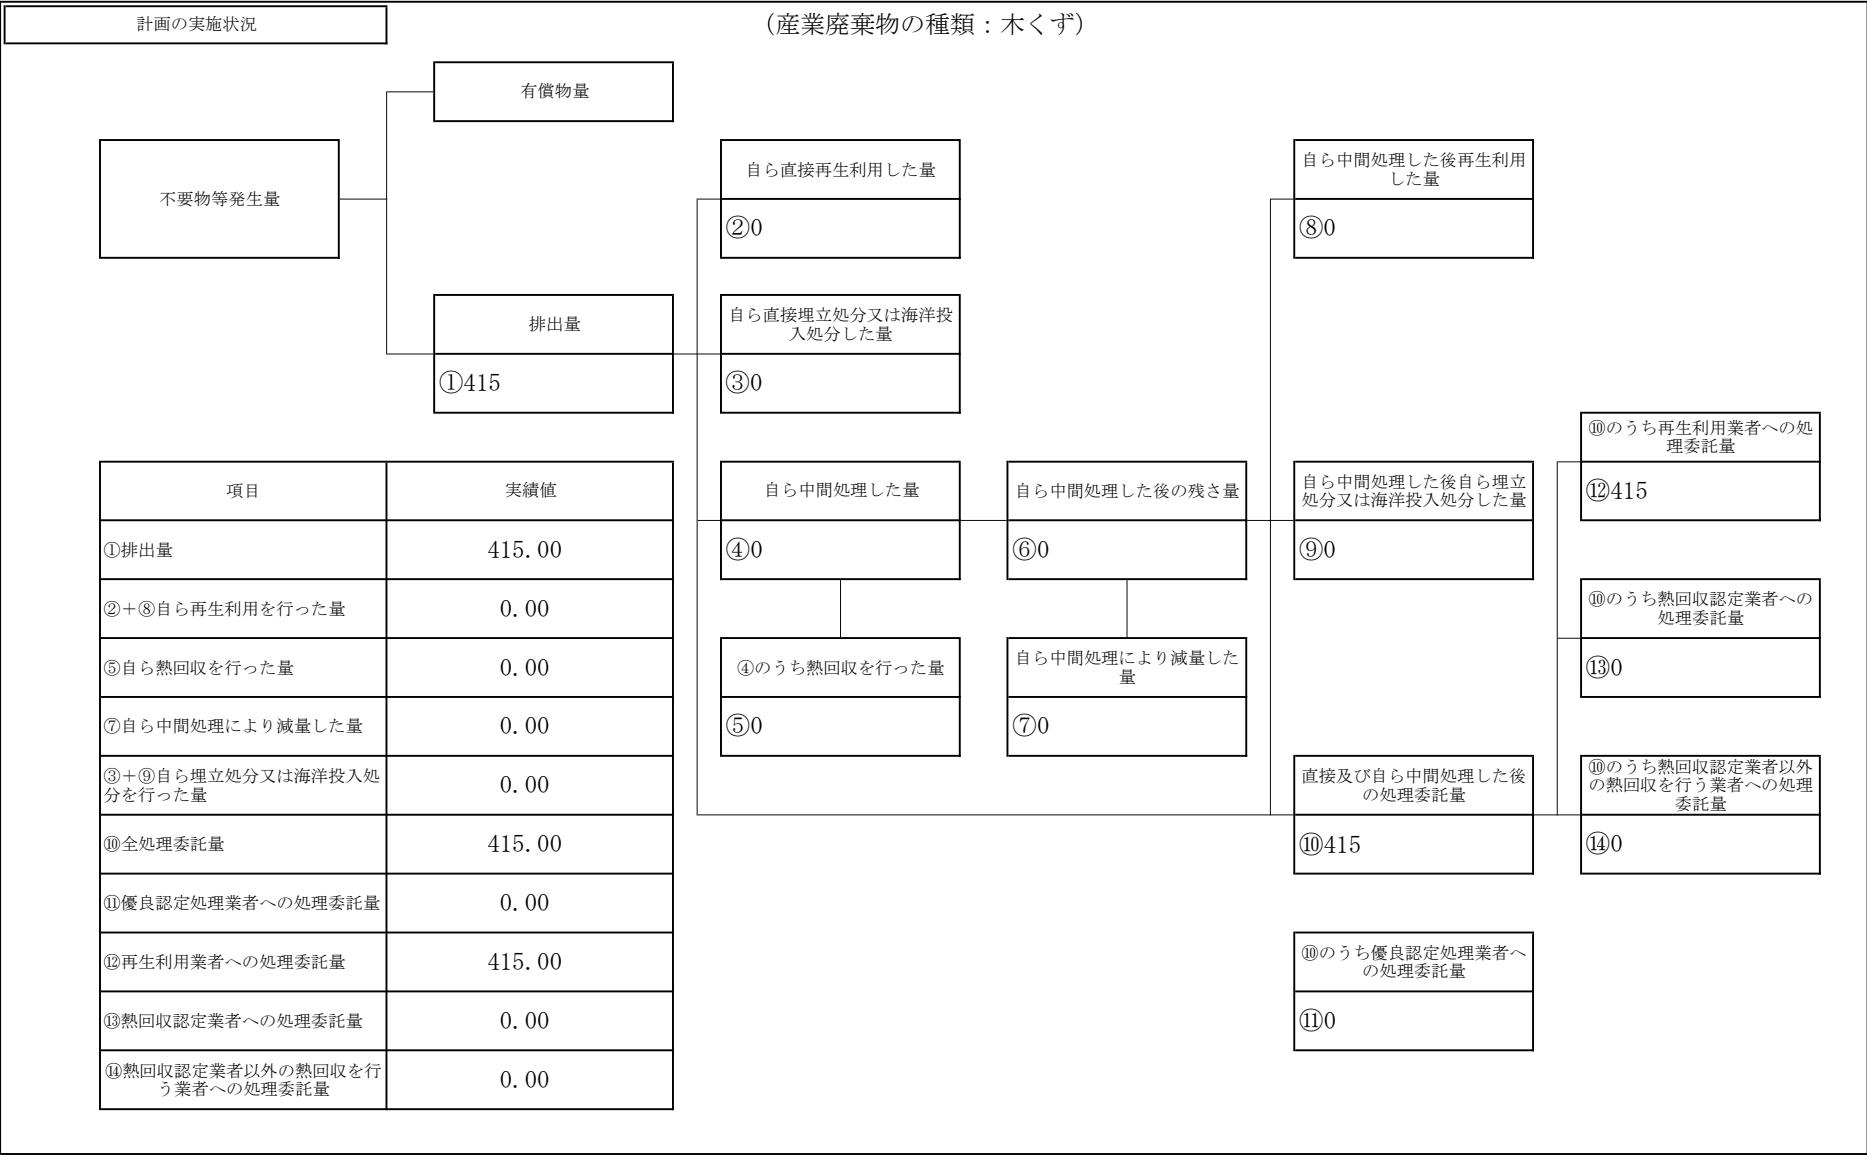 計画の実施状況
（産業廃棄物の種類：木くず）
有償物量
不要物等発生量
自ら直接再生利用した量
②0
自ら中間処理した後再生利用
した量
⑧0
排出量
①415
自ら直接埋立処分又は海洋投
入処分した量
③0
⑩のうち再生利用業者への処
理委託量
⑫415
自ら中間処理した量
④0
自ら中間処理した後の残さ量
⑥0
自ら中間処理した後自ら埋立
処分又は海洋投入処分した量
⑨0
⑩のうち熱回収認定業者への
処理委託量
⑬0
④のうち熱回収を行った量
⑤0
自ら中間処理により減量した
量
⑦0
直接及び自ら中間処理した後
の処理委託量
⑩415
⑩のうち熱回収認定業者以外
の熱回収を行う業者への処理
委託量
⑭0
⑩のうち優良認定処理業者へ
の処理委託量
⑪0
項目 実績値
①排出量 415.00
②＋⑧自ら再生利用を行った量 0.00
⑤自ら熱回収を行った量 0.00
⑦自ら中間処理により減量した量 0.00
③＋⑨自ら埋立処分又は海洋投入処
分を行った量 0.00
⑩全処理委託量 415.00
⑪優良認定処理業者への処理委託量 0.00
⑫再生利用業者への処理委託量 415.00
⑬熱回収認定業者への処理委託量 0.00
⑭熱回収認定業者以外の熱回収を行
う業者への処理委託量 0.00